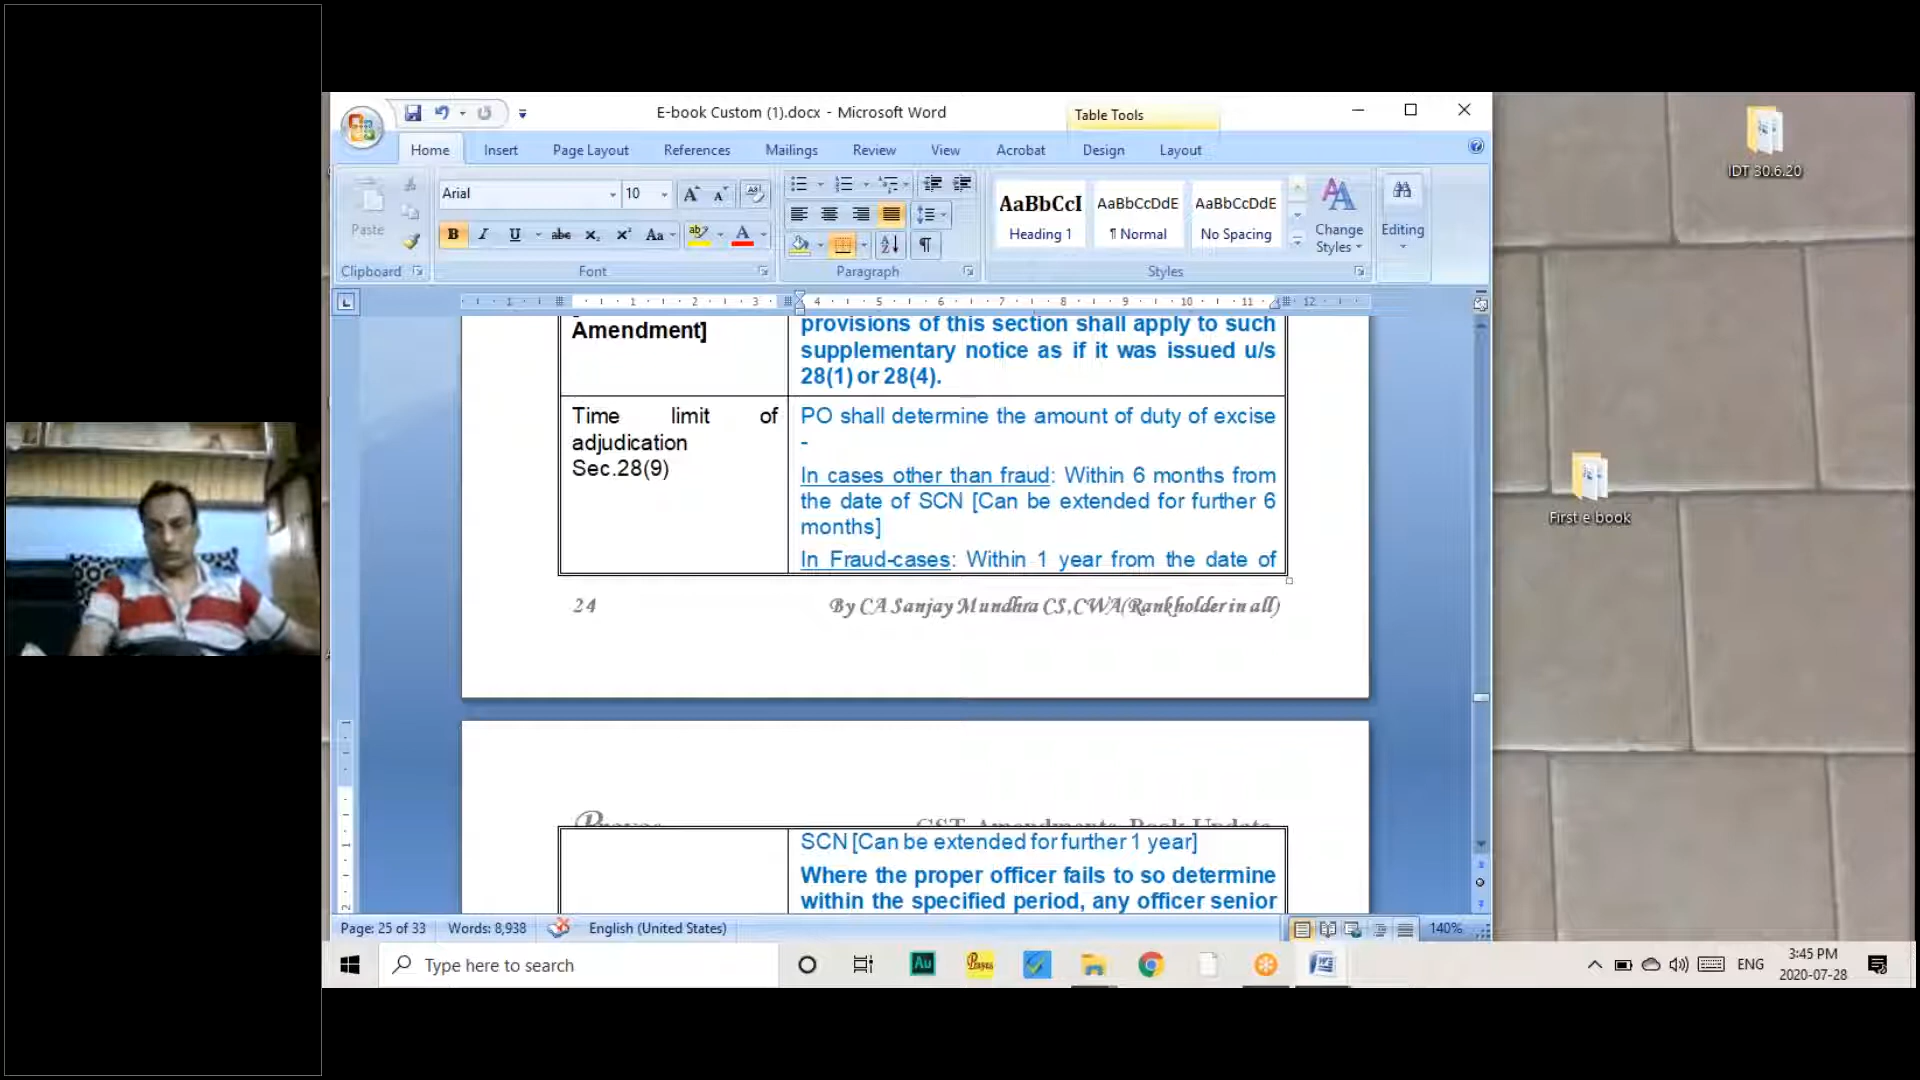 E-book Custom (1).docx - Microsoft Word
Table Tools
Home Insert Page Layout References Mailings Review View Acrobat Design Layout
IDT 30.6.20
Arial 10
Paste
Clipboard Font Paragraph Styles
AaBbCcI AaBbCcDdE AaBbCcDdE
Heading 1 ¶ Normal No Spacing
Change Styles
Editing
Amendment]
provisions of this section shall apply to such
supplementary notice as if it was issued u/s
28(1) or 28(4).
Time limit of
adjudication
Sec.28(9)
PO shall determine the amount of duty of excise
-
In cases other than fraud: Within 6 months from
the date of SCN [Can be extended for further 6
months]
In Fraud-cases: Within 1 year from the date of
First e book
24 By CA Sanjay Mundhra CS,CWA(Rankholder in all)
SCN [Can be extended for further 1 year]
Where the proper officer fails to so determine
within the specified period, any officer senior
Page: 25 of 33 Words: 8,938 English (United States) 140%
Type here to search
Au
ENG
3:45 PM
2020-07-28